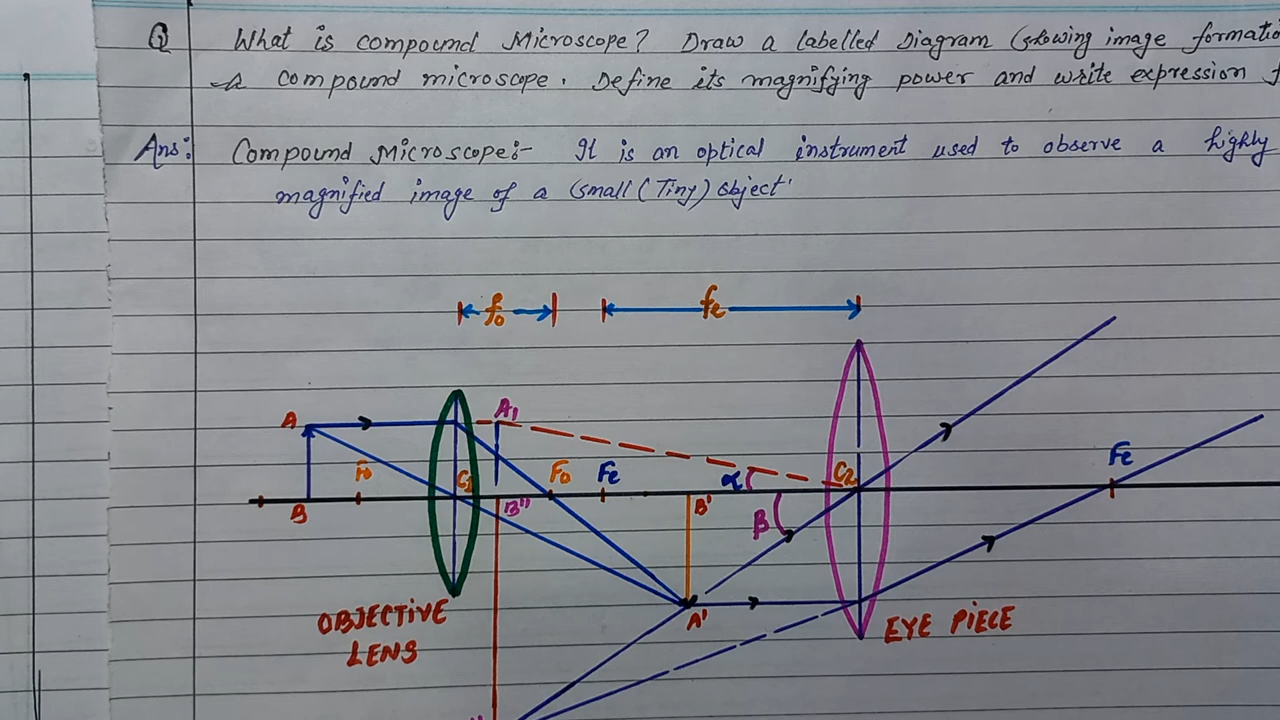 Q What is compound Microscope? Draw a labelled Diagram showing image formatio
a compound microscope. Define its magnifying power and write expression f
Ans: Compound Microscope:- It is an optical instrument used to observe a highly
magnified image of a small (Tiny) object
fo fe
A A1
Fo C1 Fo Fe α C2 Fe
B B" B' β
A'
OBJECTIVE
LENS
EYE PIECE